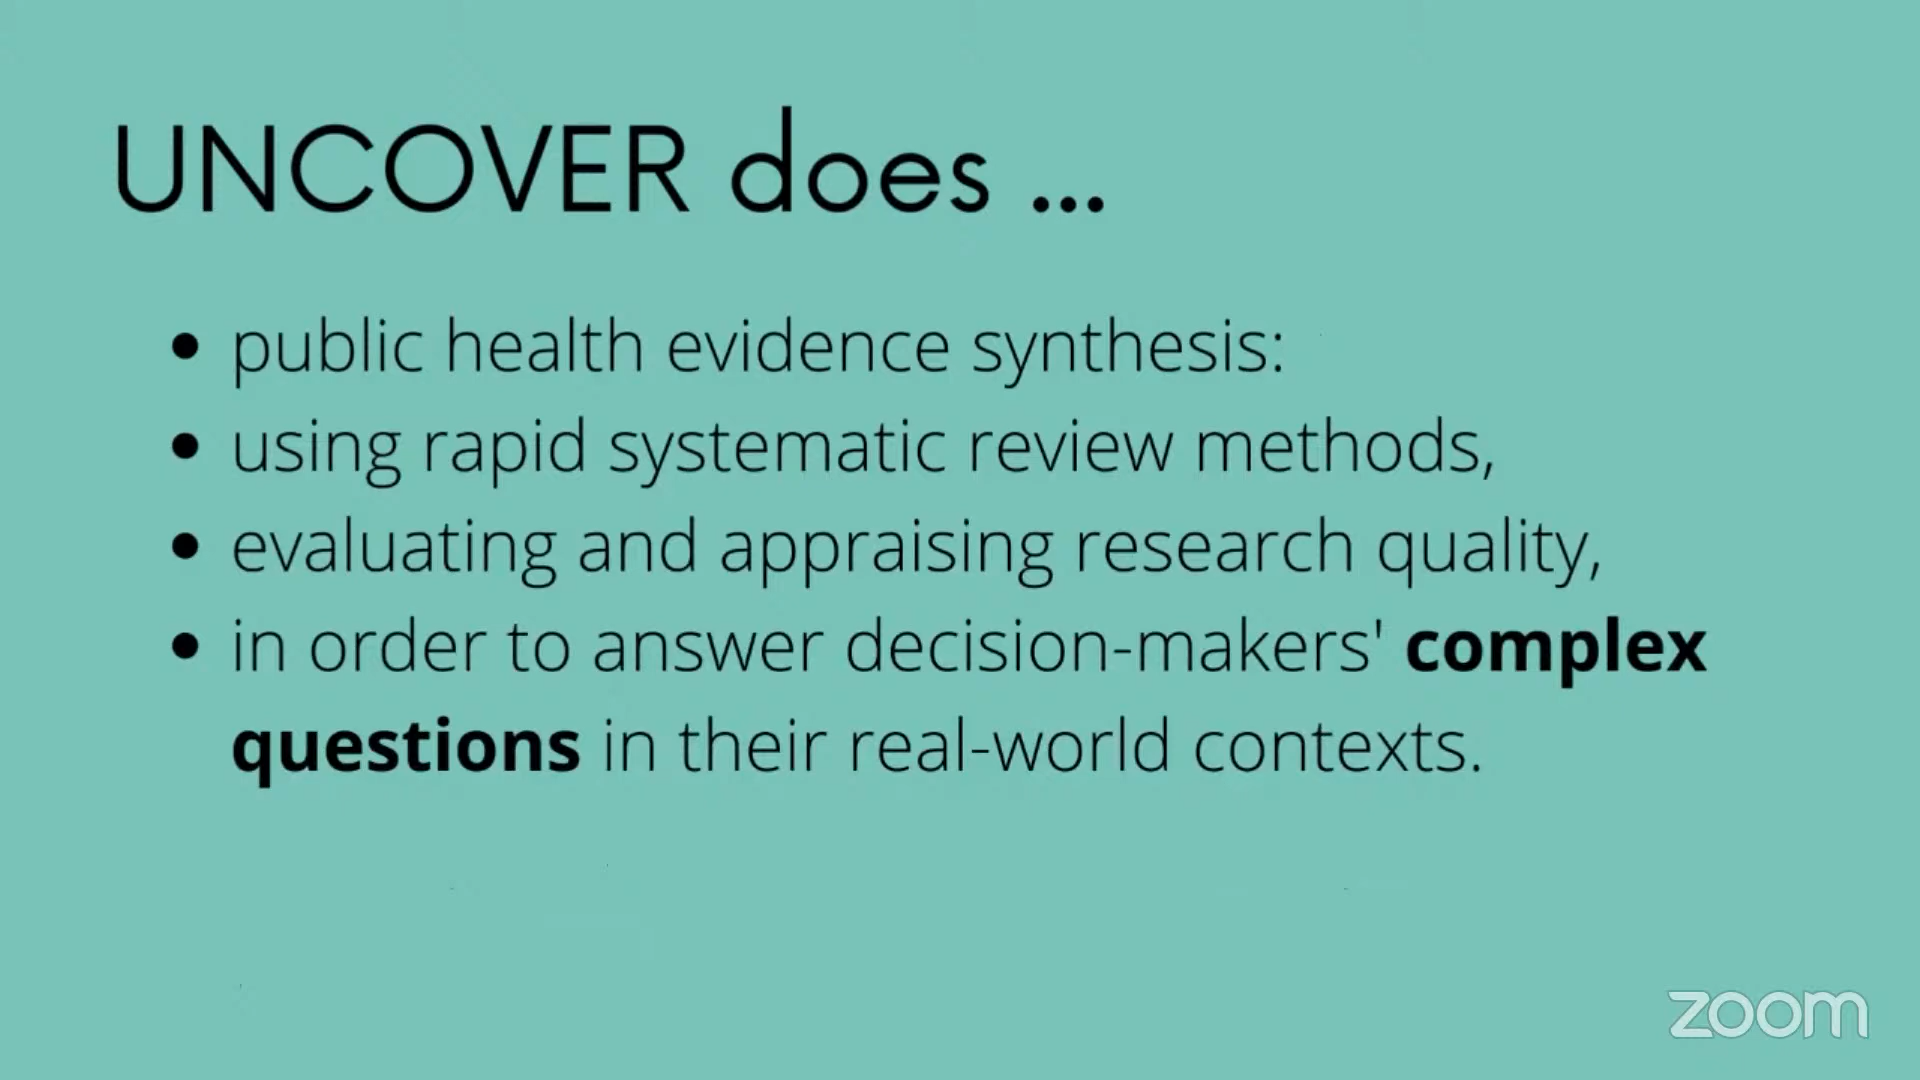 UNCOVER does ...
• public health evidence synthesis:
• using rapid systematic review methods,
• evaluating and appraising research quality,
• in order to answer decision-makers' complex
questions in their real-world contexts.
zoom